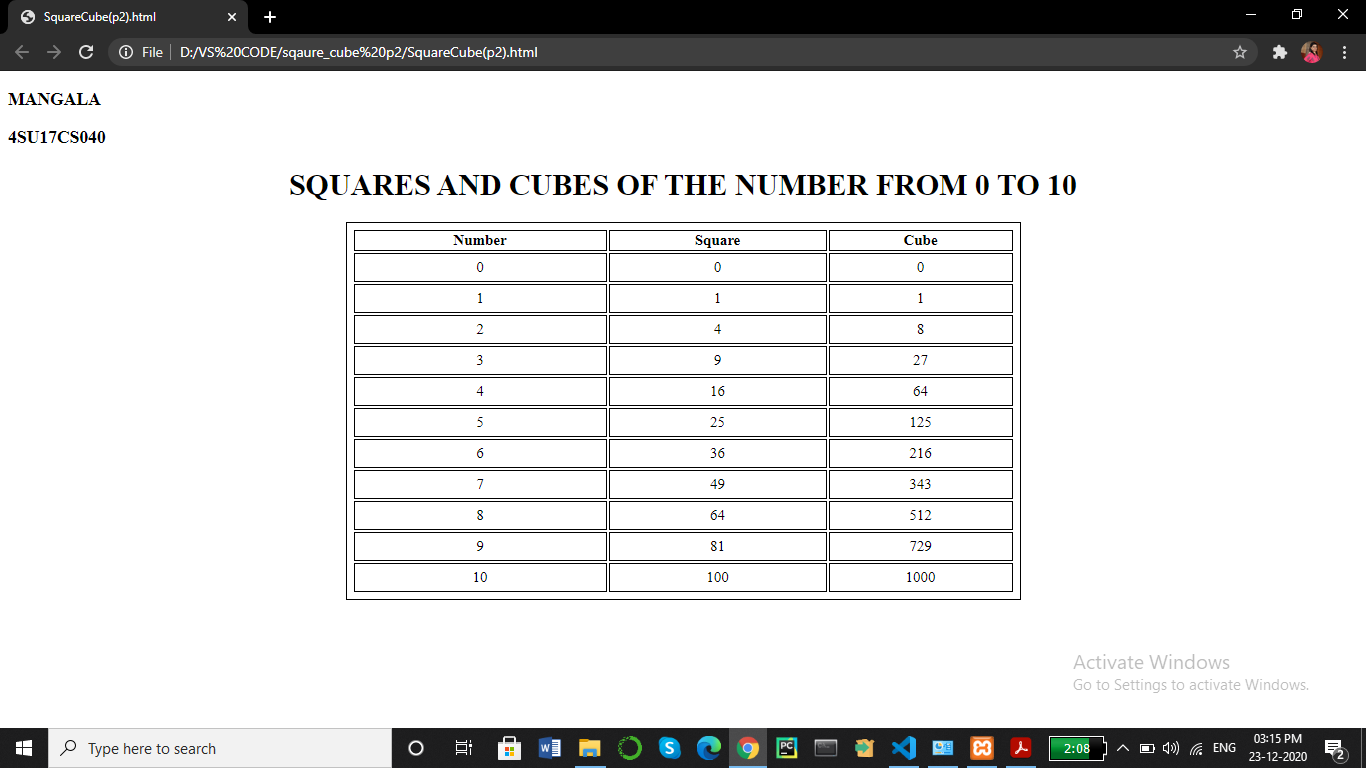 SquareCube(p2).html
File D:/VS%20CODE/sqaure_cube%20p2/SquareCube(p2).html
MANGALA
4SU17CS040
SQUARES AND CUBES OF THE NUMBER FROM 0 TO 10
Number Square Cube
0 0 0
1 1 1
2 4 8
3 9 27
4 16 64
5 25 125
6 36 216
7 49 343
8 64 512
9 81 729
10 100 1000
Activate Windows
Go to Settings to activate Windows.
Type here to search
2:08
ENG
03:15 PM
23-12-2020
2